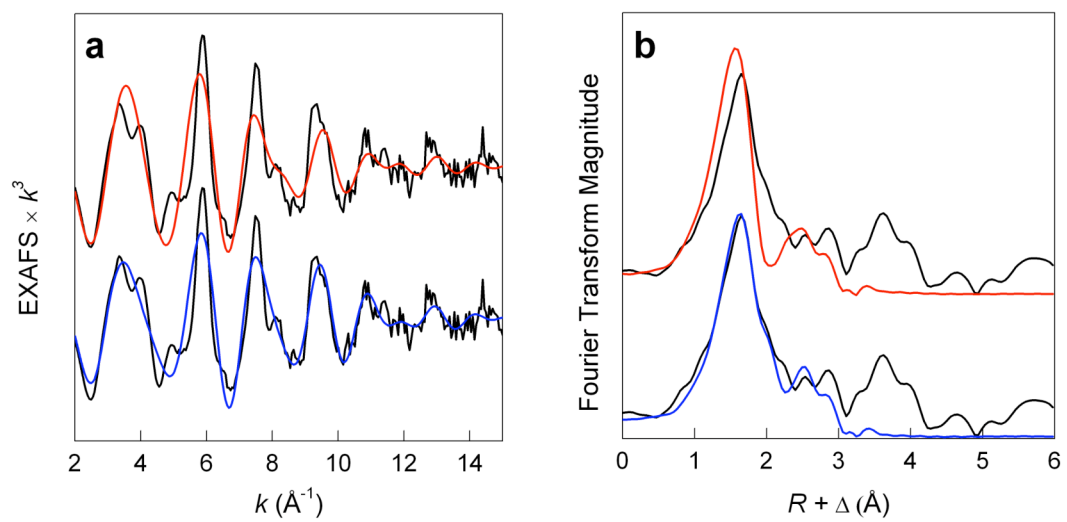 a
EXAFS × k³
2 4 6 8 10 12 14
k (Å⁻¹)
b
Fourier Transform Magnitude
0 1 2 3 4 5 6
R + Δ (Å)